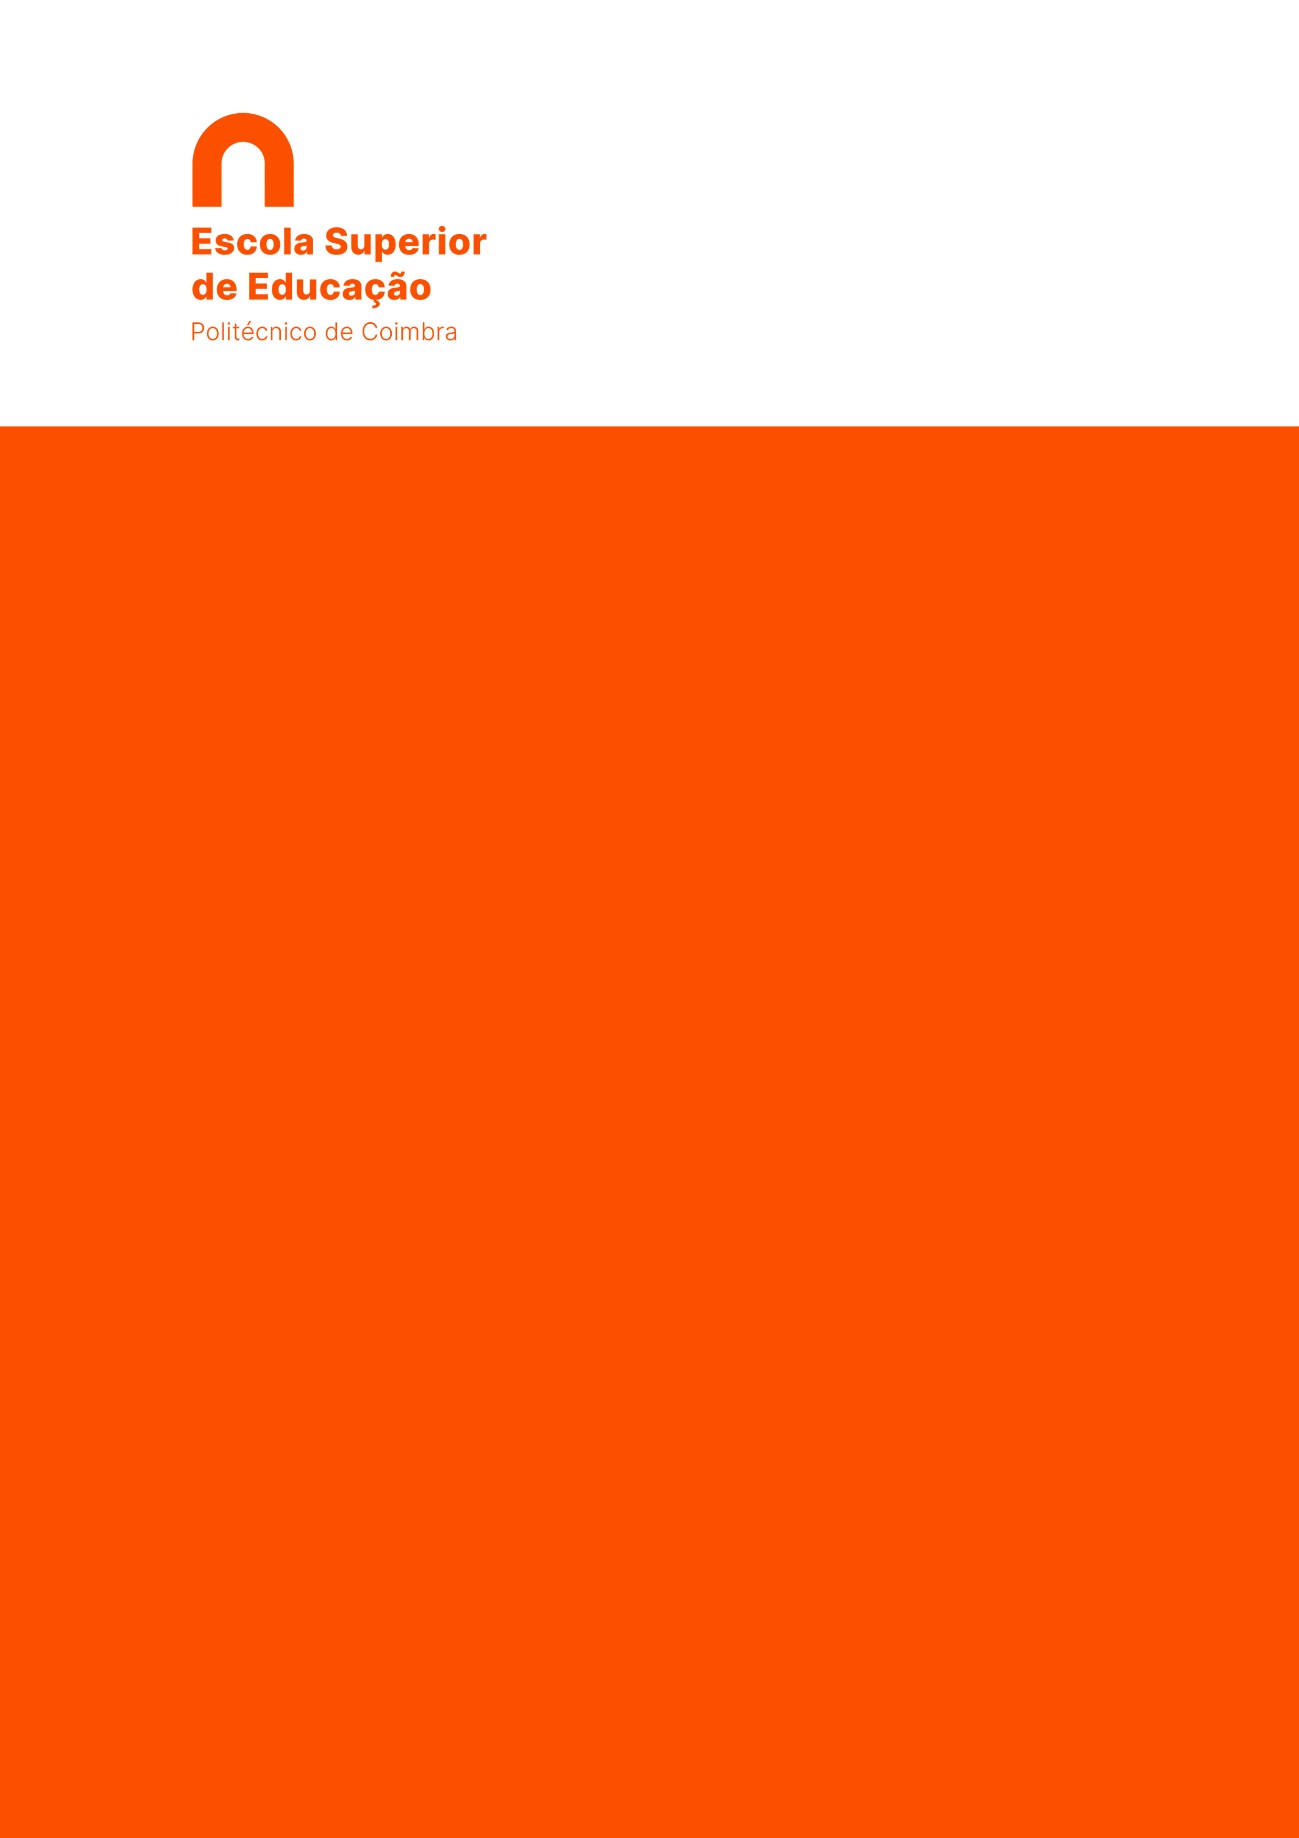 Escola Superior
de Educação
Politécnico de Coimbra